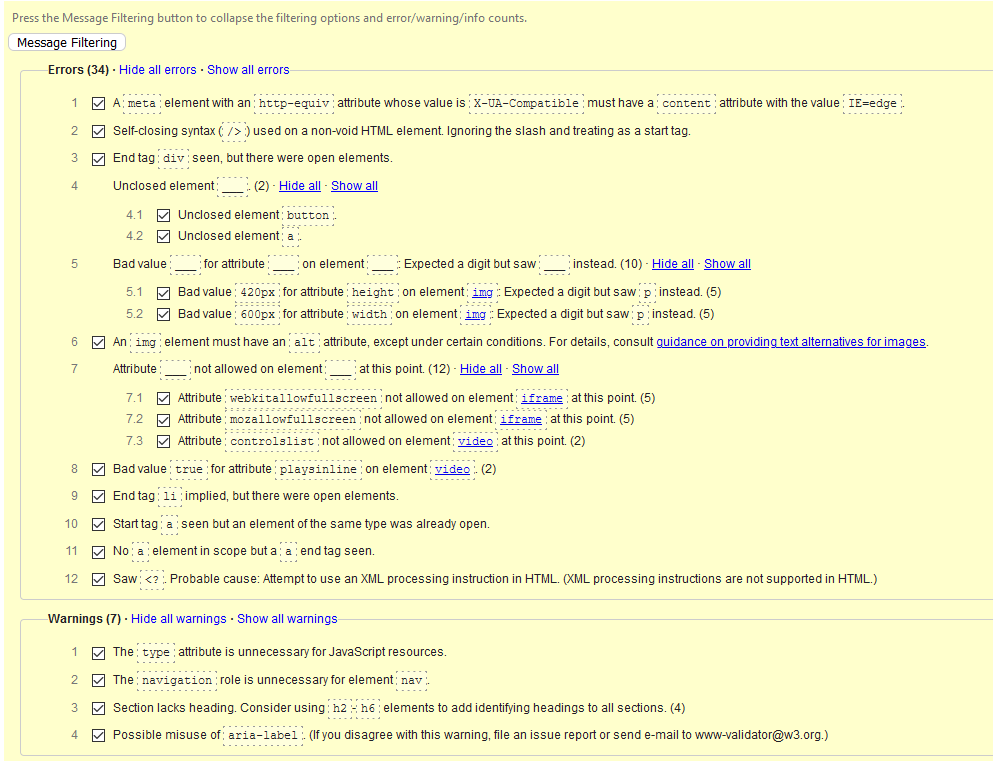 Press the Message Filtering button to collapse the filtering options and error/warning/info counts.
Message Filtering
Errors (34) · Hide all errors · Show all errors
1 A meta element with an http-equiv attribute whose value is X-UA-Compatible must have a content attribute with the value IE=edge.
2 Self-closing syntax (/>) used on a non-void HTML element. Ignoring the slash and treating as a start tag.
3 End tag div seen, but there were open elements.
4 Unclosed element ___. (2) · Hide all · Show all
4.1 Unclosed element button.
4.2 Unclosed element a.
5 Bad value ___ for attribute ___ on element ___: Expected a digit but saw ___ instead. (10) · Hide all · Show all
5.1 Bad value 420px for attribute height on element img: Expected a digit but saw p instead. (5)
5.2 Bad value 600px for attribute width on element img: Expected a digit but saw p instead. (5)
6 An img element must have an alt attribute, except under certain conditions. For details, consult guidance on providing text alternatives for images.
7 Attribute ___ not allowed on element ___ at this point. (12) · Hide all · Show all
7.1 Attribute webkitallowfullscreen not allowed on element iframe at this point. (5)
7.2 Attribute mozallowfullscreen not allowed on element iframe at this point. (5)
7.3 Attribute controlslist not allowed on element video at this point. (2)
8 Bad value true for attribute playsinline on element video. (2)
9 End tag li implied, but there were open elements.
10 Start tag a seen but an element of the same type was already open.
11 No a element in scope but a a end tag seen.
12 Saw <?. Probable cause: Attempt to use an XML processing instruction in HTML. (XML processing instructions are not supported in HTML.)
Warnings (7) · Hide all warnings · Show all warnings
1 The type attribute is unnecessary for JavaScript resources.
2 The navigation role is unnecessary for element nav.
3 Section lacks heading. Consider using h2-h6 elements to add identifying headings to all sections. (4)
4 Possible misuse of aria-label. (If you disagree with this warning, file an issue report or send e-mail to www-validator@w3.org.)